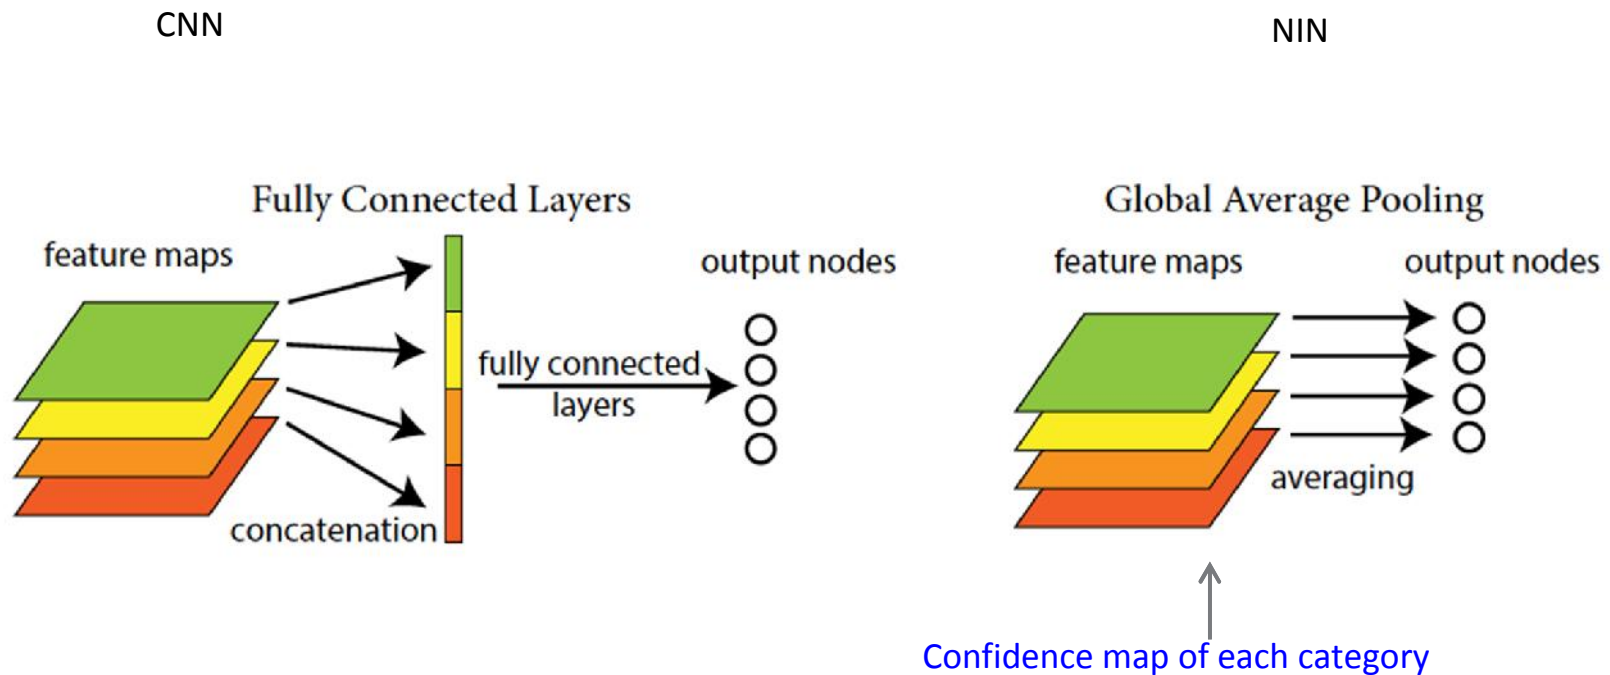 CNN
NIN
Fully Connected Layers
feature maps
output nodes
fully connected
layers
concatenation
Global Average Pooling
feature maps
output nodes
averaging
Confidence map of each category